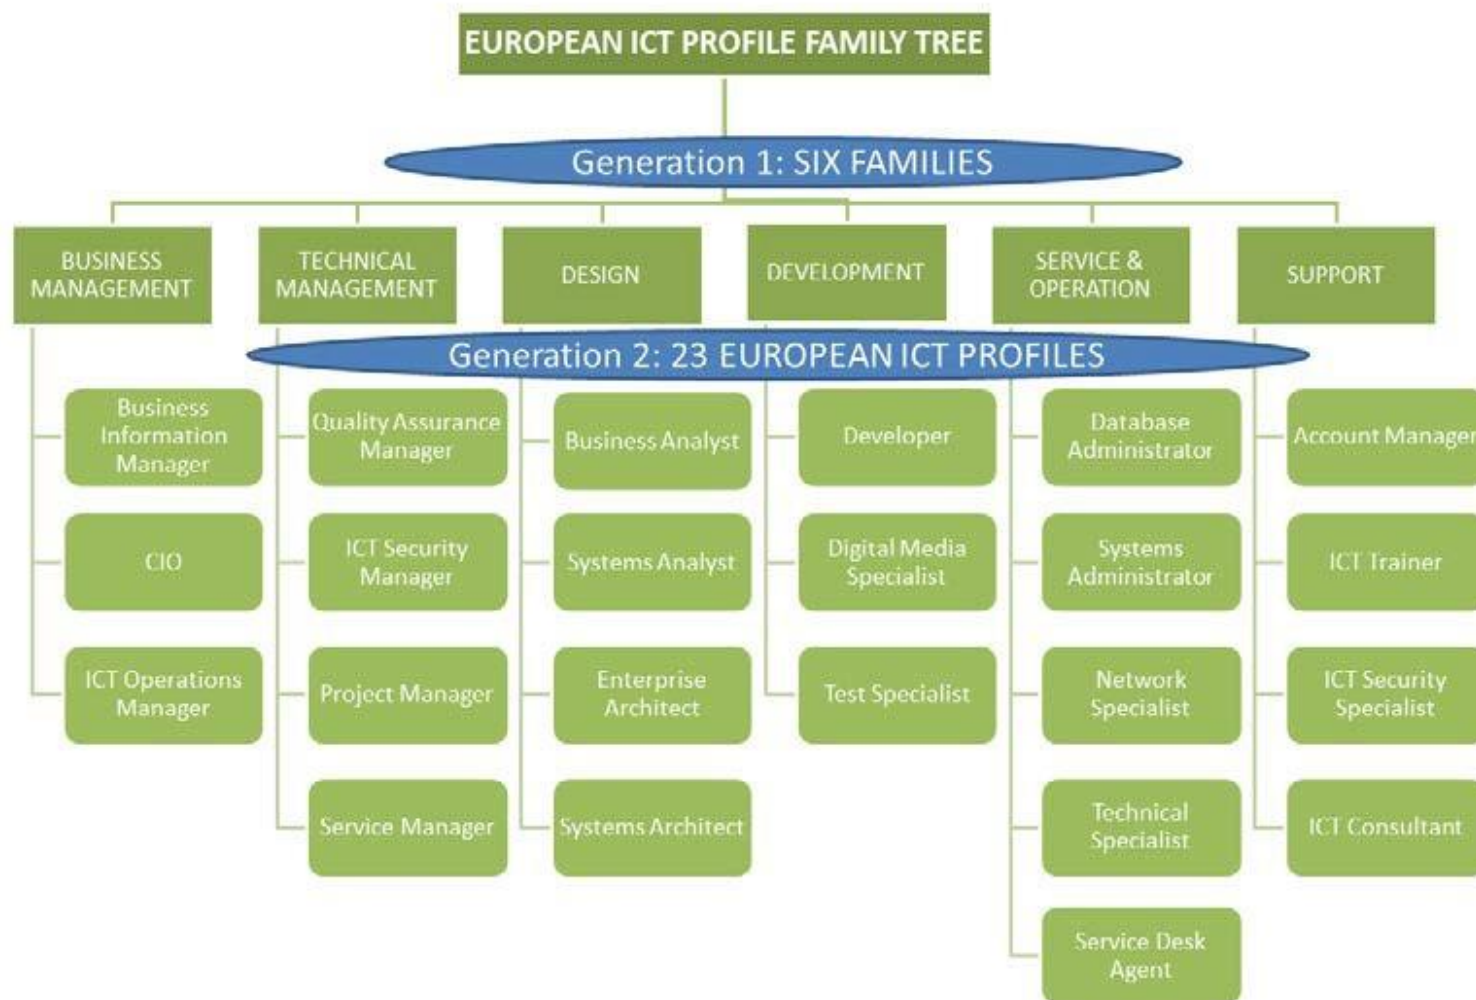 EUROPEAN ICT PROFILE FAMILY TREE
Generation 1: SIX FAMILIES
BUSINESS
MANAGEMENT
TECHNICAL
MANAGEMENT
DESIGN
DEVELOPMENT
SERVICE &
OPERATION
SUPPORT
Generation 2: 23 EUROPEAN ICT PROFILES
Business
Information
Manager
CIO
ICT Operations
Manager
Quality Assurance
Manager
ICT Security
Manager
Project Manager
Service Manager
Business Analyst
Systems Analyst
Enterprise
Architect
Systems Architect
Developer
Digital Media
Specialist
Test Specialist
Database
Administrator
Systems
Administrator
Network
Specialist
Technical
Specialist
Service Desk
Agent
Account Manager
ICT Trainer
ICT Security
Specialist
ICT Consultant